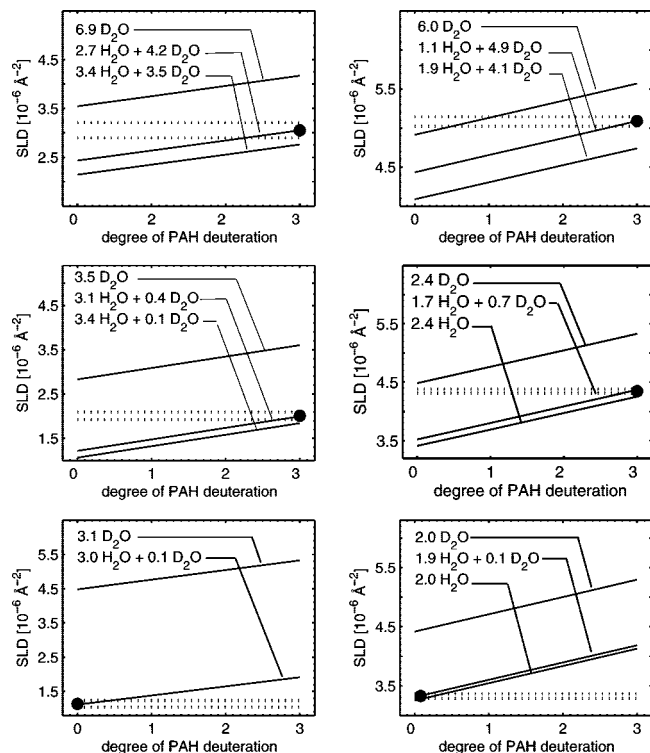 6.9 D₂O
2.7 H₂O + 4.2 D₂O
3.4 H₂O + 3.5 D₂O
4.5
3.5
2.5
SLD [10⁻⁶ Å⁻²]
0 2 2 3
degree of PAH deuteration
6.0 D₂O
1.1 H₂O + 4.9 D₂O
1.9 H₂O + 4.1 D₂O
5.5
4.5
SLD [10⁻⁶ Å⁻²]
0 1 2 3
degree of PAH deuteration
3.5 D₂O
3.1 H₂O + 0.4 D₂O
3.4 H₂O + 0.1 D₂O
5.5
3.5
1.5
SLD [10⁻⁶ Å⁻²]
0 1 2 3
degree of PAH deuteration
2.4 D₂O
1.7 H₂O + 0.7 D₂O
2.4 H₂O
5.5
4.5
3.5
SLD [10⁻⁶ Å⁻²]
0 1 2 3
degree of PAH deuteration
3.1 D₂O
3.0 H₂O + 0.1 D₂O
5.5
4.5
2.5
1.5
SLD [10⁻⁶ Å⁻²]
0 1 2 3
degree of PAH deuteration
2.0 D₂O
1.9 H₂O + 0.1 D₂O
2.0 H₂O
5.5
4.5
3.5
SLD [10⁻⁶ Å⁻²]
0 1 2 3
degree of PAH deuteration